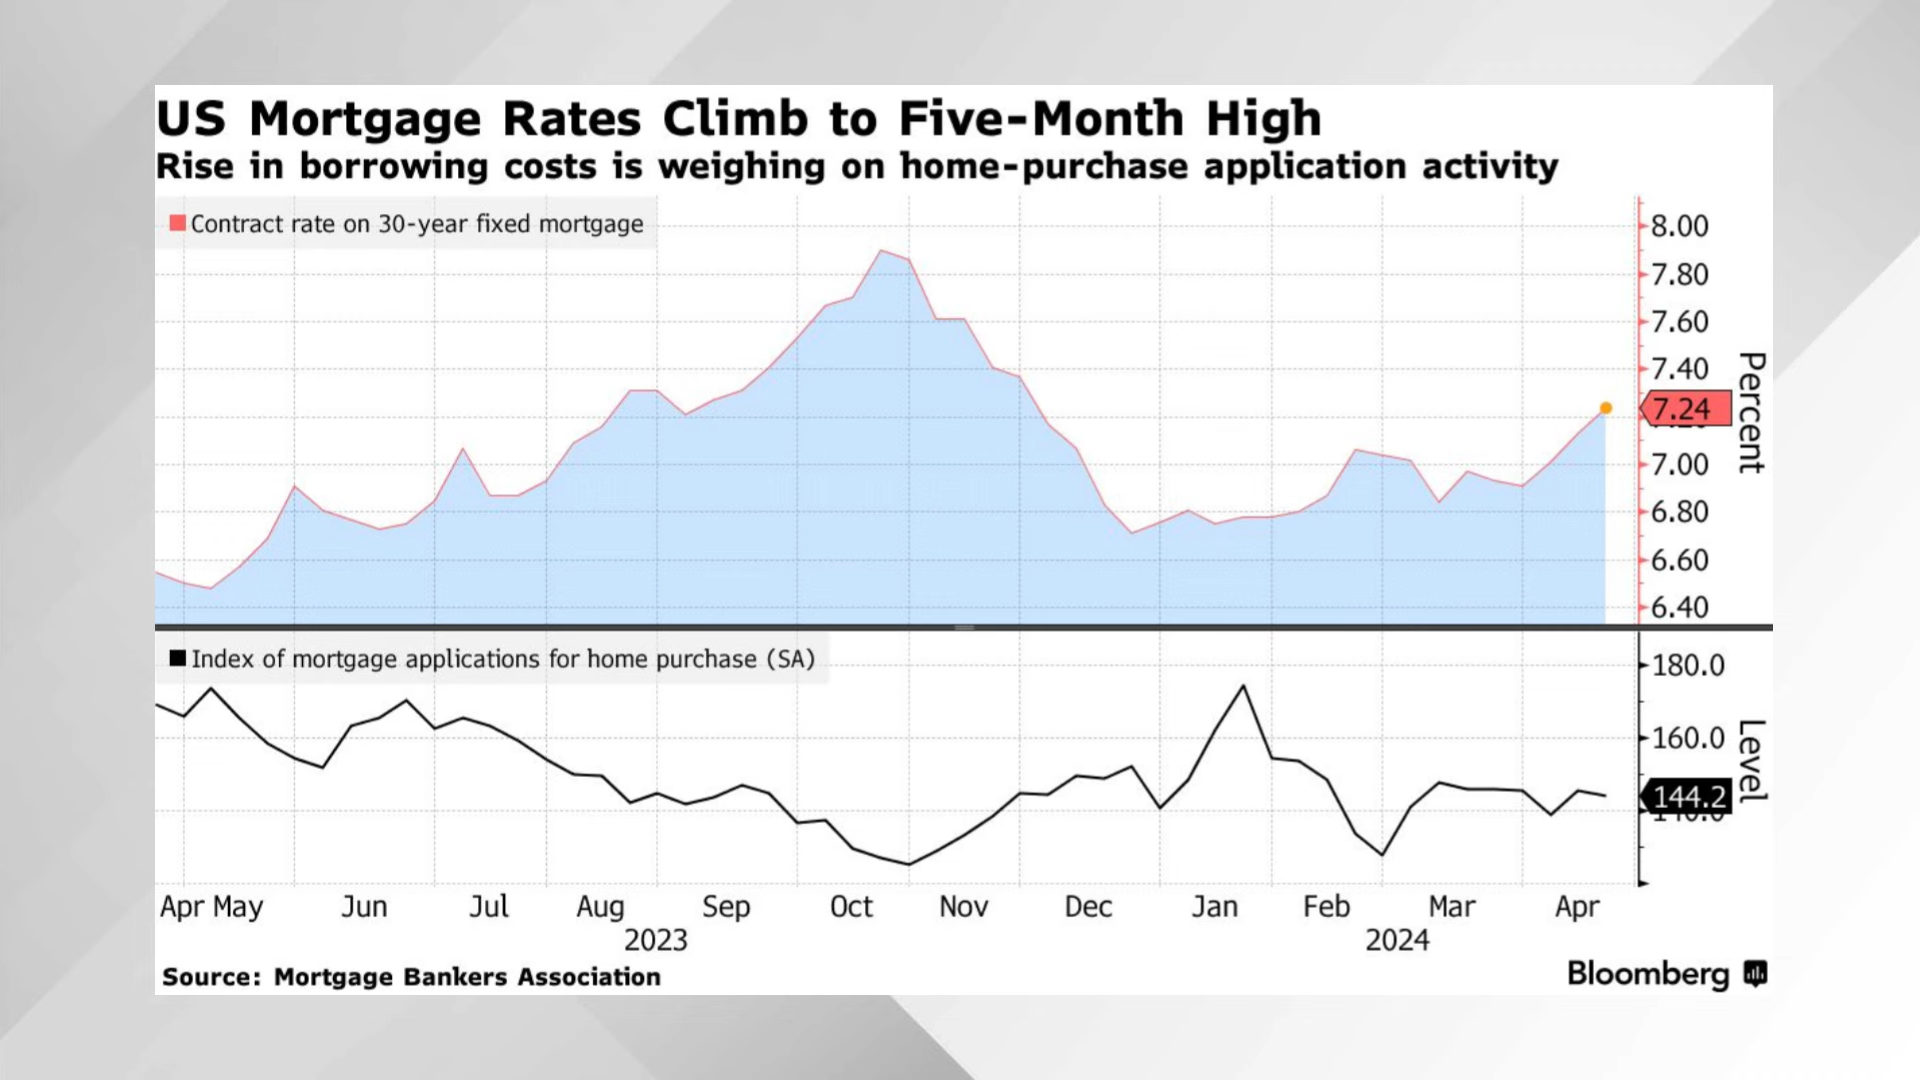 US Mortgage Rates Climb to Five-Month High
Rise in borrowing costs is weighing on home-purchase application activity
Contract rate on 30-year fixed mortgage
8.00
7.80
7.60
7.40
7.24
7.00
6.80
6.60
6.40
Percent
Index of mortgage applications for home purchase (SA)
180.0
160.0
144.2
140.0
Level
Apr May Jun Jul Aug Sep Oct Nov Dec Jan Feb Mar Apr
2023 2024
Source: Mortgage Bankers Association
Bloomberg